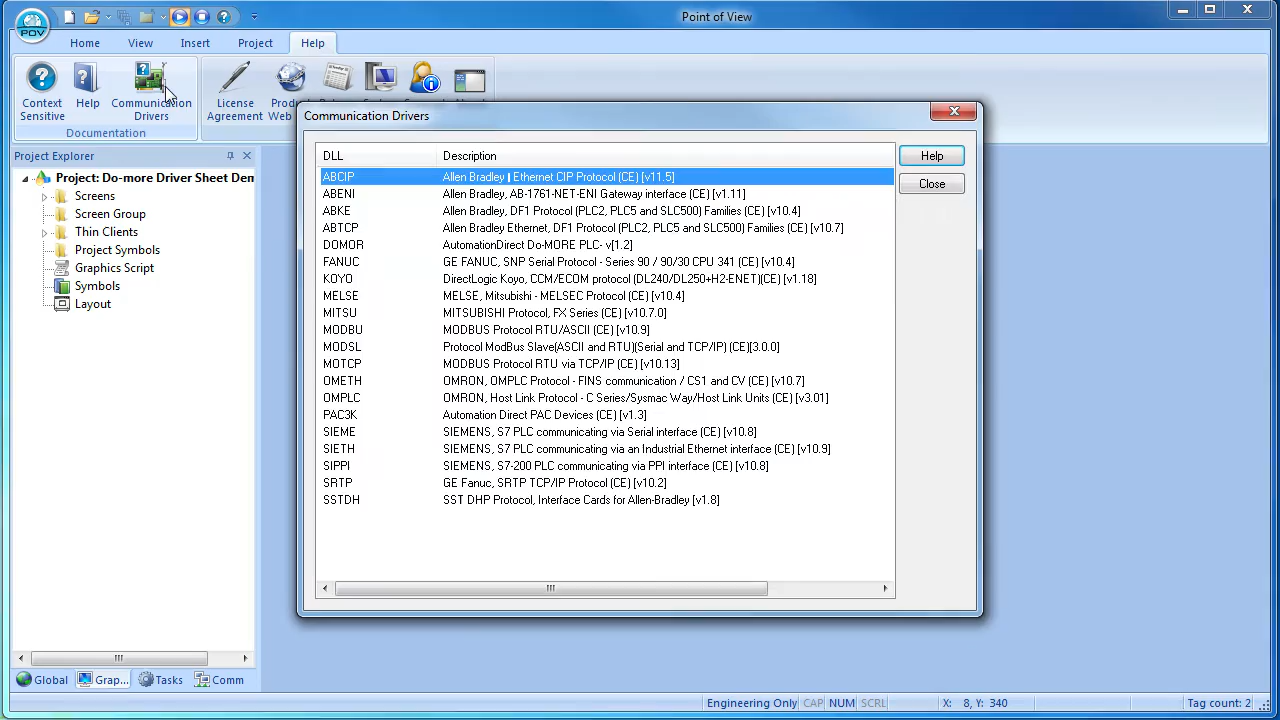 Point of View
POV
Home View Insert Project Help
Context Sensitive
Help
Communication Drivers
License Agreement
Web
Documentation
Project Explorer
Project: Do-more Driver Sheet Dem
Screens
Screen Group
Thin Clients
Project Symbols
Graphics Script
Symbols
Layout
Communication Drivers
DLL Description
ABCIP Allen Bradley | Ethernet CIP Protocol (CE) [v11.5]
ABENI Allen Bradley, AB-1761-NET-ENI Gateway interface (CE) [v1.11]
ABKE Allen Bradley, DF1 Protocol (PLC2, PLC5 and SLC500) Families (CE) [v10.4]
ABTCP Allen Bradley Ethernet, DF1 Protocol (PLC2, PLC5 and SLC500) Families (CE) [v10.7]
DOMOR AutomationDirect Do-MORE PLC- v[1.2]
FANUC GE FANUC, SNP Serial Protocol - Series 90 / 90/30 CPU 341 (CE) [v10.4]
KOYO DirectLogic Koyo, CCM/ECOM protocol (DL240/DL250+H2-ENET)(CE) [v1.18]
MELSE MELSE, Mitsubishi - MELSEC Protocol (CE) [v10.4]
MITSU MITSUBISHI Protocol, FX Series (CE) [v10.7.0]
MODBU MODBUS Protocol RTU/ASCII (CE) [v10.9]
MODSL Protocol ModBus Slave(ASCII and RTU)(Serial and TCP/IP) (CE)[3.0.0]
MOTCP MODBUS Protocol RTU via TCP/IP (CE) [v10.13]
OMETH OMRON, OMPLC Protocol - FINS communication / CS1 and CV (CE) [v10.7]
OMPLC OMRON, Host Link Protocol - C Series/Sysmac Way/Host Link Units (CE) [v3.01]
PAC3K Automation Direct PAC Devices (CE) [v1.3]
SIEME SIEMENS, S7 PLC communicating via Serial interface (CE) [v10.8]
SIETH SIEMENS, S7 PLC communicating via an Industrial Ethernet interface (CE) [v10.9]
SIPPI SIEMENS, S7-200 PLC communicating via PPI interface (CE) [v10.8]
SRTP GE Fanuc, SRTP TCP/IP Protocol (CE) [v10.2]
SSTDH SST DHP Protocol, Interface Cards for Allen-Bradley [v1.8]
Help
Close
Global Grap... Tasks Comm
Engineering Only CAP NUM SCRL X: 8, Y: 340 Tag count: 2